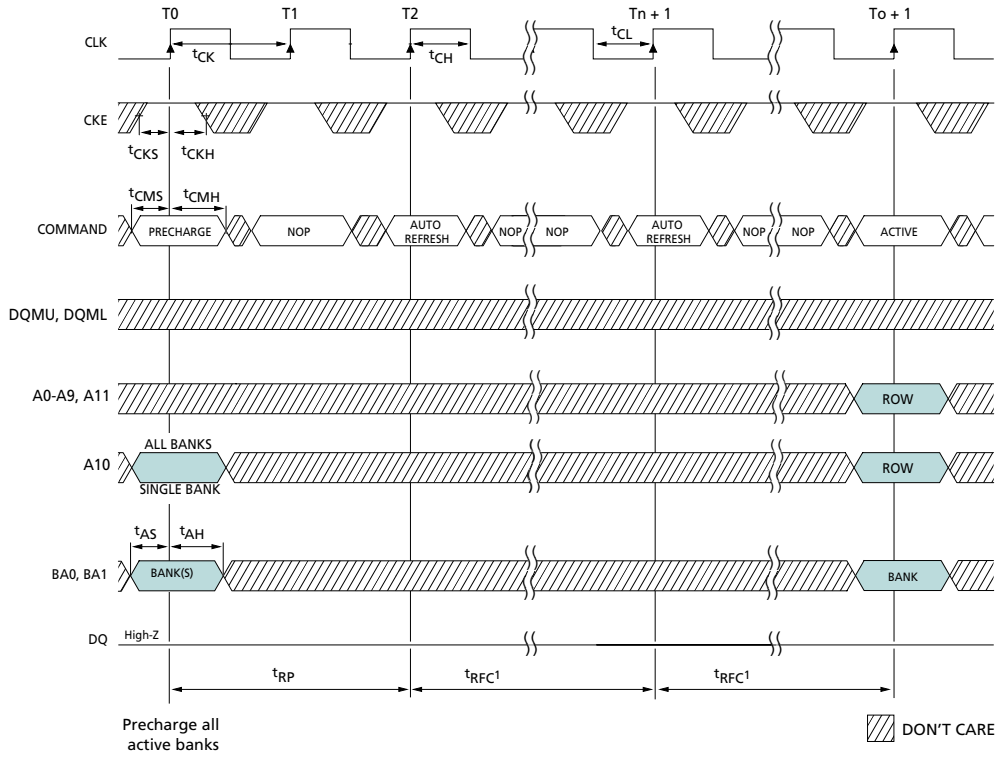 T0 T1 T2 Tn + 1 To + 1
CLK
tCK tCH tCL
CKE
tCKS tCKH
tCMS tCMH
COMMAND PRECHARGE NOP AUTO REFRESH NOP NOP AUTO REFRESH NOP NOP ACTIVE
DQMU, DQML
A0-A9, A11 ROW
ALL BANKS
A10 ROW
SINGLE BANK
tAS tAH
BA0, BA1 BANK(S) BANK
DQ High-Z
tRP tRFC1 tRFC1
Precharge all
active banks
DON'T CARE